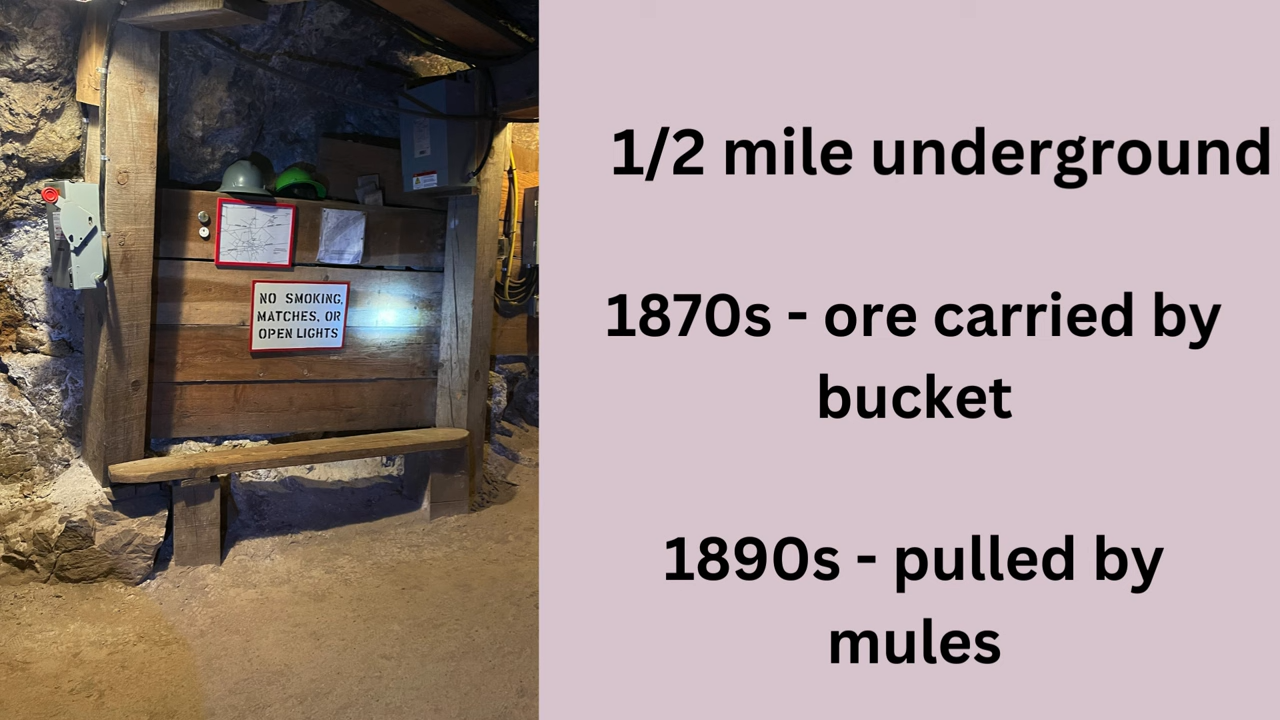 NO SMOKING,
MATCHES, OR
OPEN LIGHTS
1/2 mile underground
1870s - ore carried by
bucket
1890s - pulled by
mules